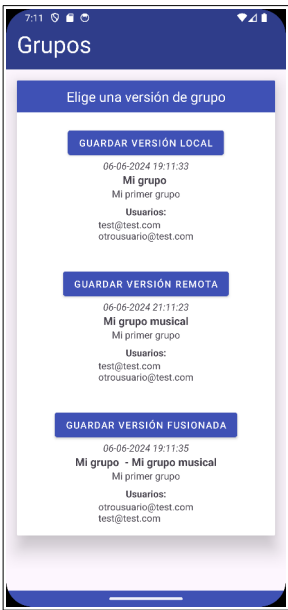 7:11
Grupos
Elige una versión de grupo
GUARDAR VERSIÓN LOCAL
06-06-2024 19:11:33
Mi grupo
Mi primer grupo
Usuarios:
test@test.com
otrousuario@test.com
GUARDAR VERSIÓN REMOTA
06-06-2024 21:11:23
Mi grupo musical
Mi primer grupo
Usuarios:
test@test.com
otrousuario@test.com
GUARDAR VERSIÓN FUSIONADA
06-06-2024 19:11:35
Mi grupo - Mi grupo musical
Mi primer grupo
Usuarios:
otrousuario@test.com
test@test.com